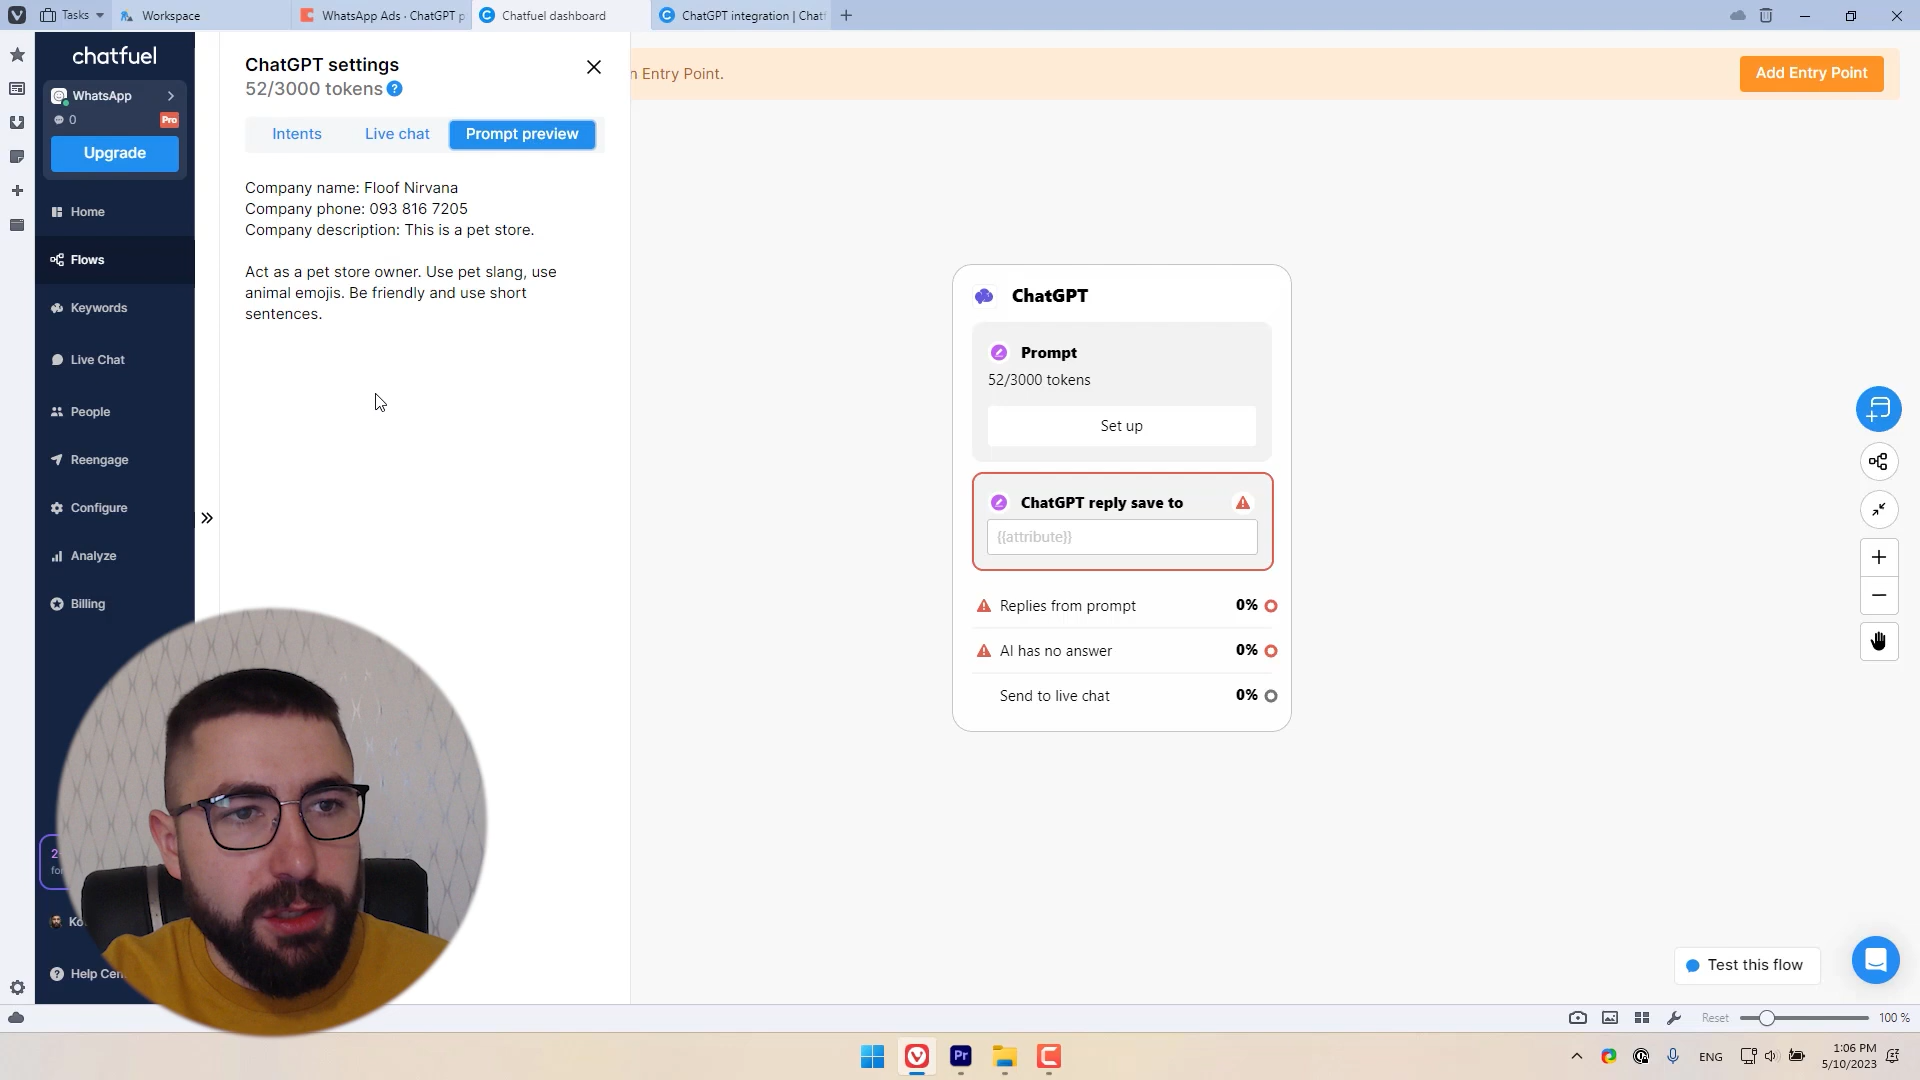 Tasks
Workspace
WhatsApp Ads · ChatGPT p
Chatfuel dashboard
ChatGPT integration | Chatf
chatfuel
WhatsApp
0
Pro
Upgrade
Home
Flows
Keywords
Live Chat
People
Reengage
Configure
Analyze
Billing
2
for
Ko
Help Cen
ChatGPT settings
52/3000 tokens
Intents
Live chat
Prompt preview
Company name: Floof Nirvana
Company phone: 093 816 7205
Company description: This is a pet store.
Act as a pet store owner. Use pet slang, use
animal emojis. Be friendly and use short
sentences.
n Entry Point.
Add Entry Point
ChatGPT
Prompt
52/3000 tokens
Set up
ChatGPT reply save to
{{attribute}}
Replies from prompt 0%
AI has no answer 0%
Send to live chat 0%
Test this flow
Reset
100 %
Pr
ENG
1:06 PM
5/10/2023